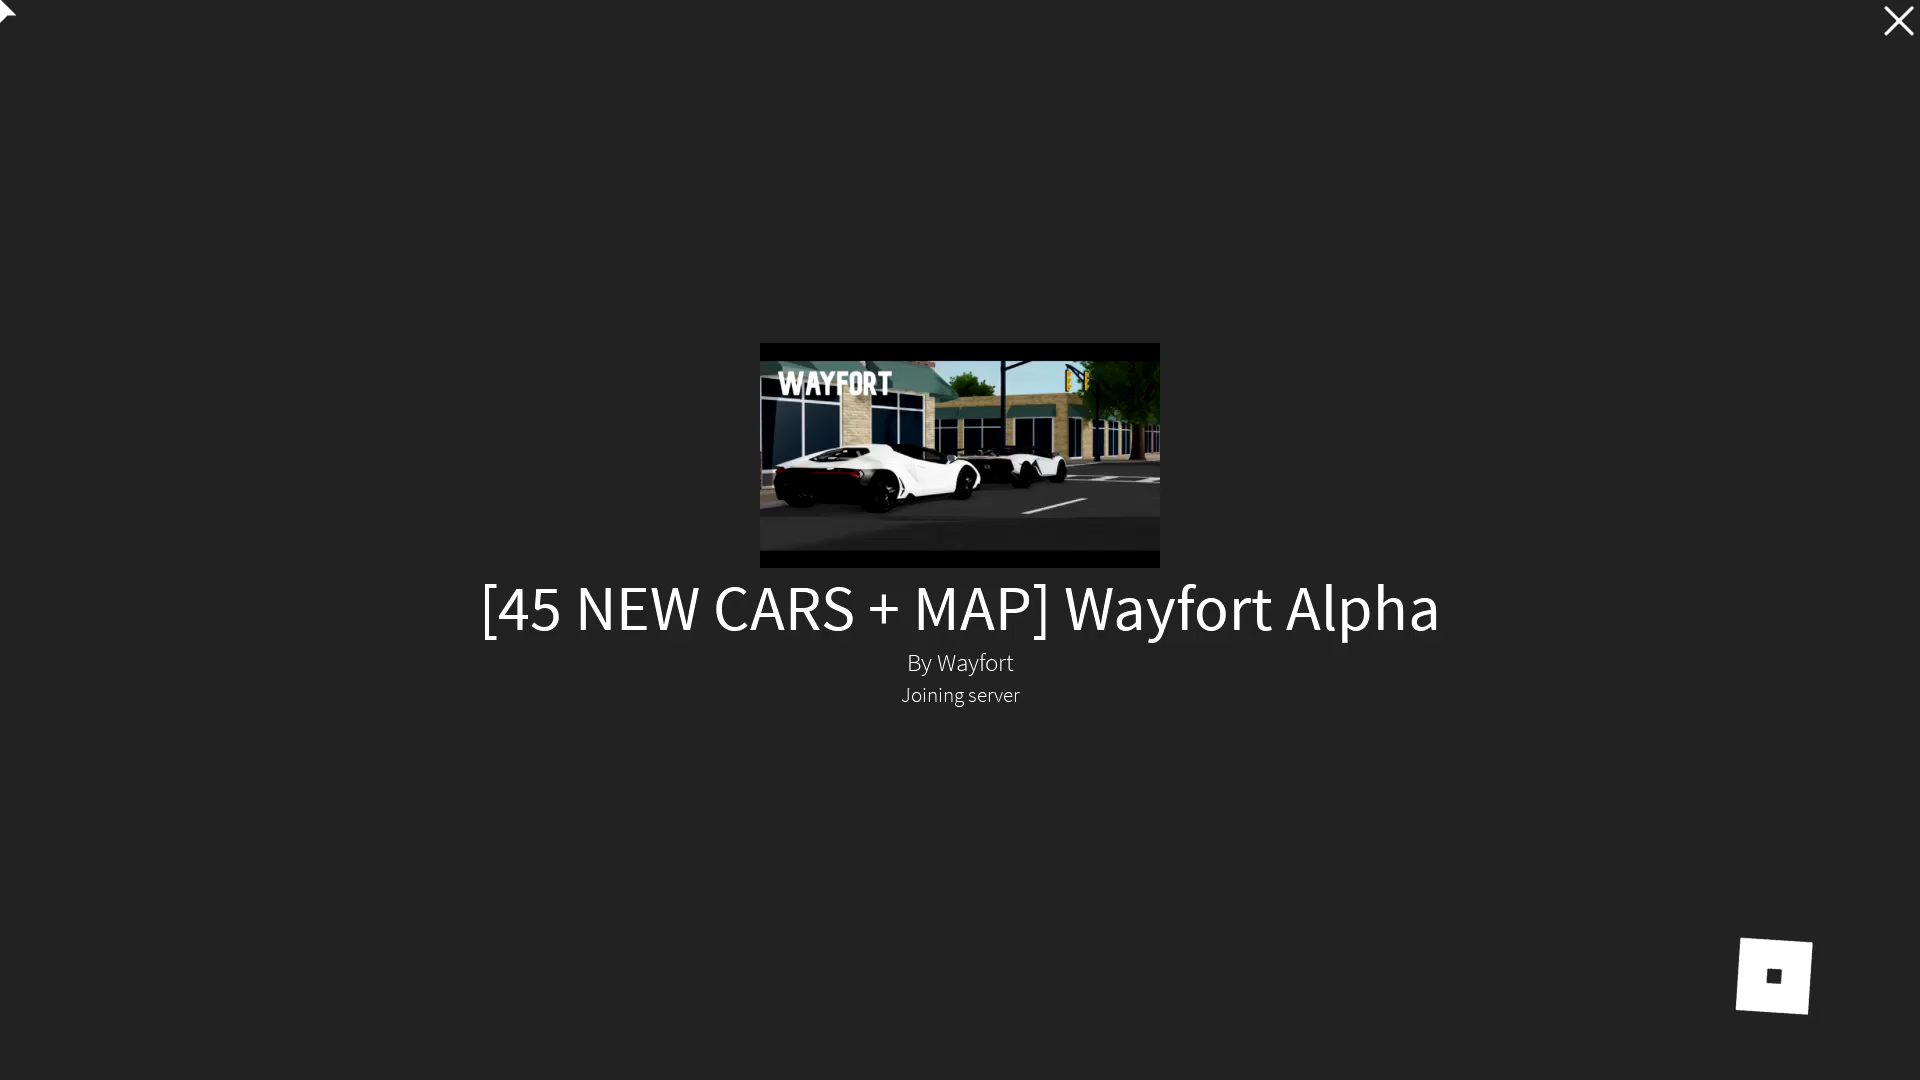 WAYFORT
[45 NEW CARS + MAP] Wayfort Alpha
By Wayfort
Joining server